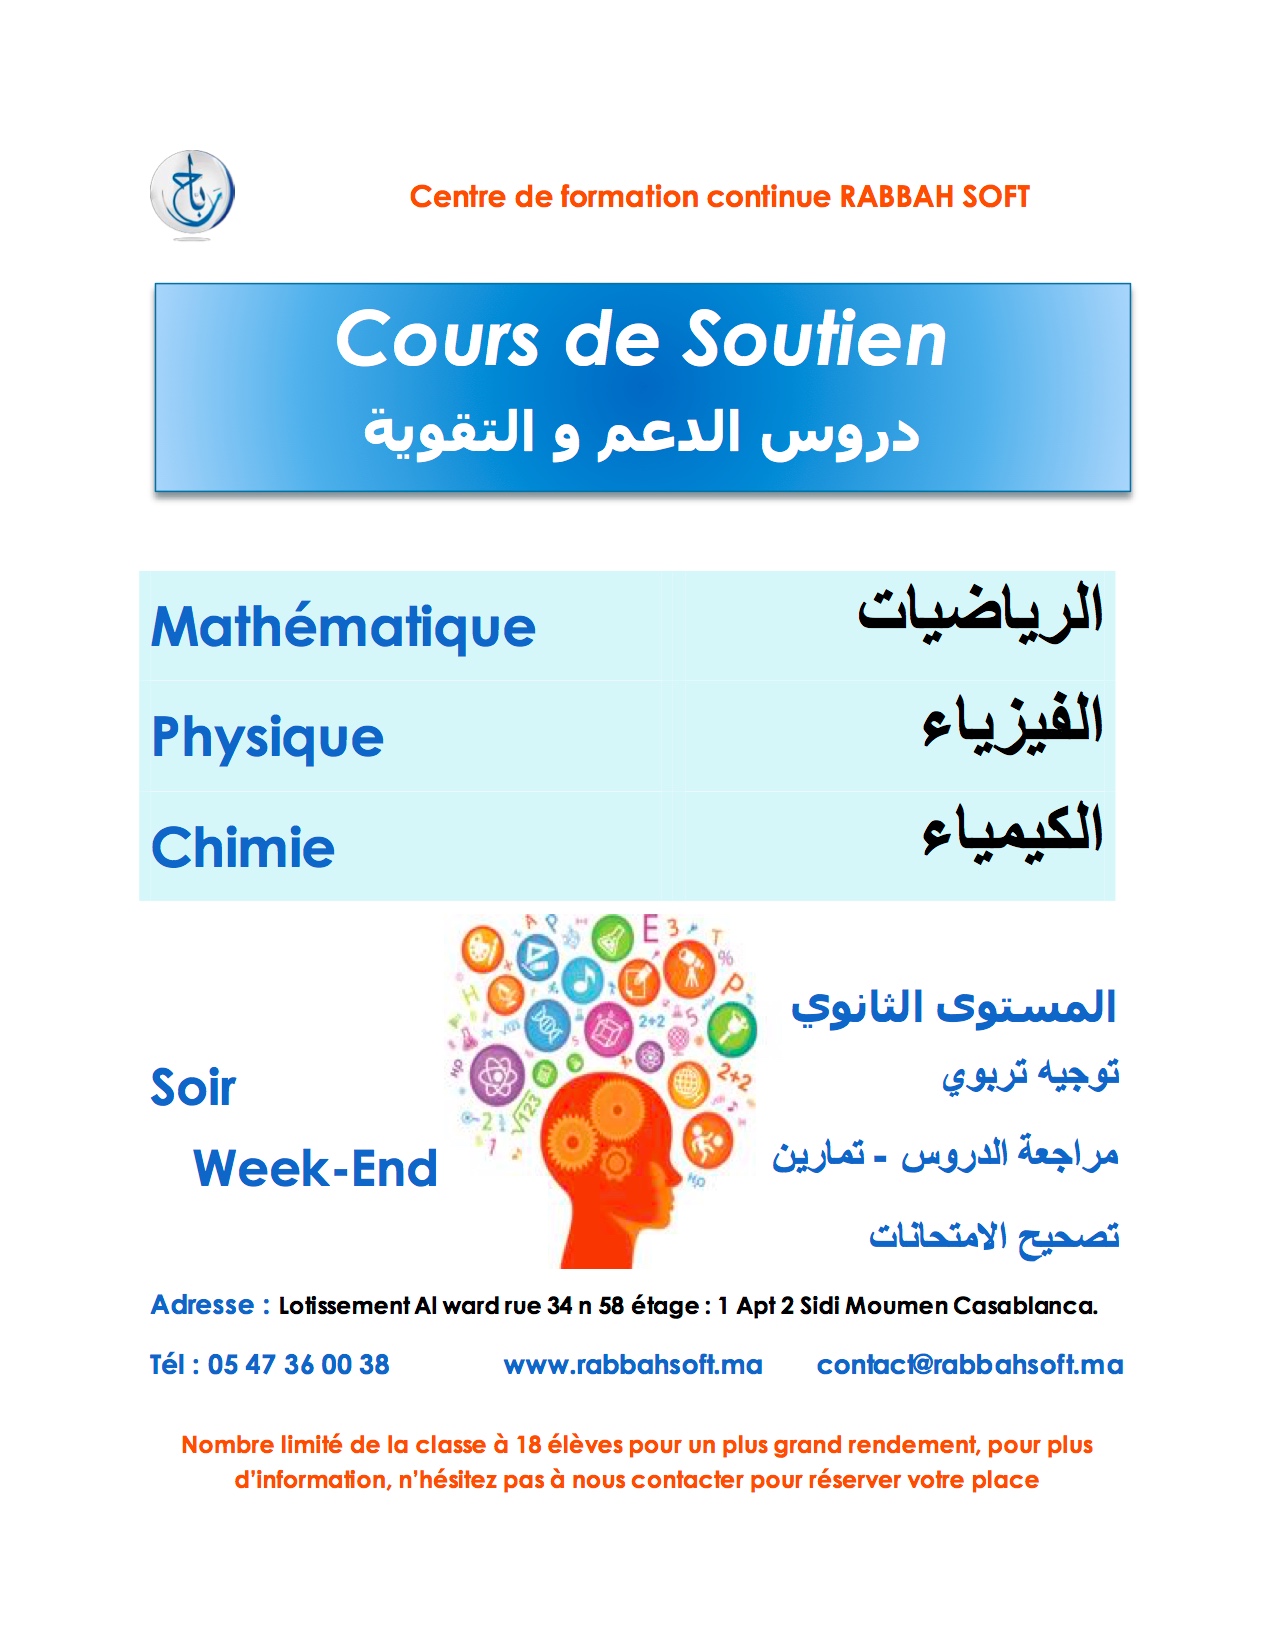 رباح
Centre de formation continue RABBAH SOFT
Cours de Soutien
دروس الدعم و التقوية
Mathématique الرياضيات
Physique الفيزياء
Chimie الكيمياء
المستوى الثانوي
توجيه تربوي
Soir
مراجعة الدروس - تمارين
Week-End
تصحيح الامتحانات
Adresse : Lotissement Al ward rue 34 n 58 étage : 1 Apt 2 Sidi Moumen Casablanca.
Tél : 05 47 36 00 38 www.rabbahsoft.ma contact@rabbahsoft.ma
Nombre limité de la classe à 18 élèves pour un plus grand rendement, pour plus
d’information, n’hésitez pas à nous contacter pour réserver votre place